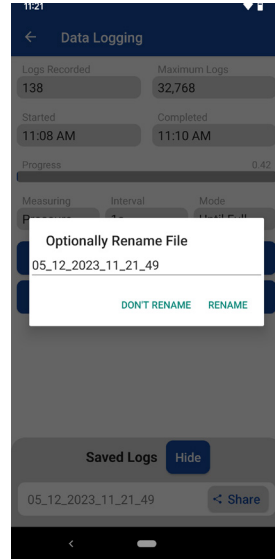 11:21
Data Logging
Logs Recorded Maximum Logs
138 32,768
Started Completed
11:08 AM 11:10 AM
Progress 0.42
Measuring Interval Mode
Optionally Rename File
05_12_2023_11_21_49
DON'T RENAME RENAME
Saved Logs Hide
05_12_2023_11_21_49 Share